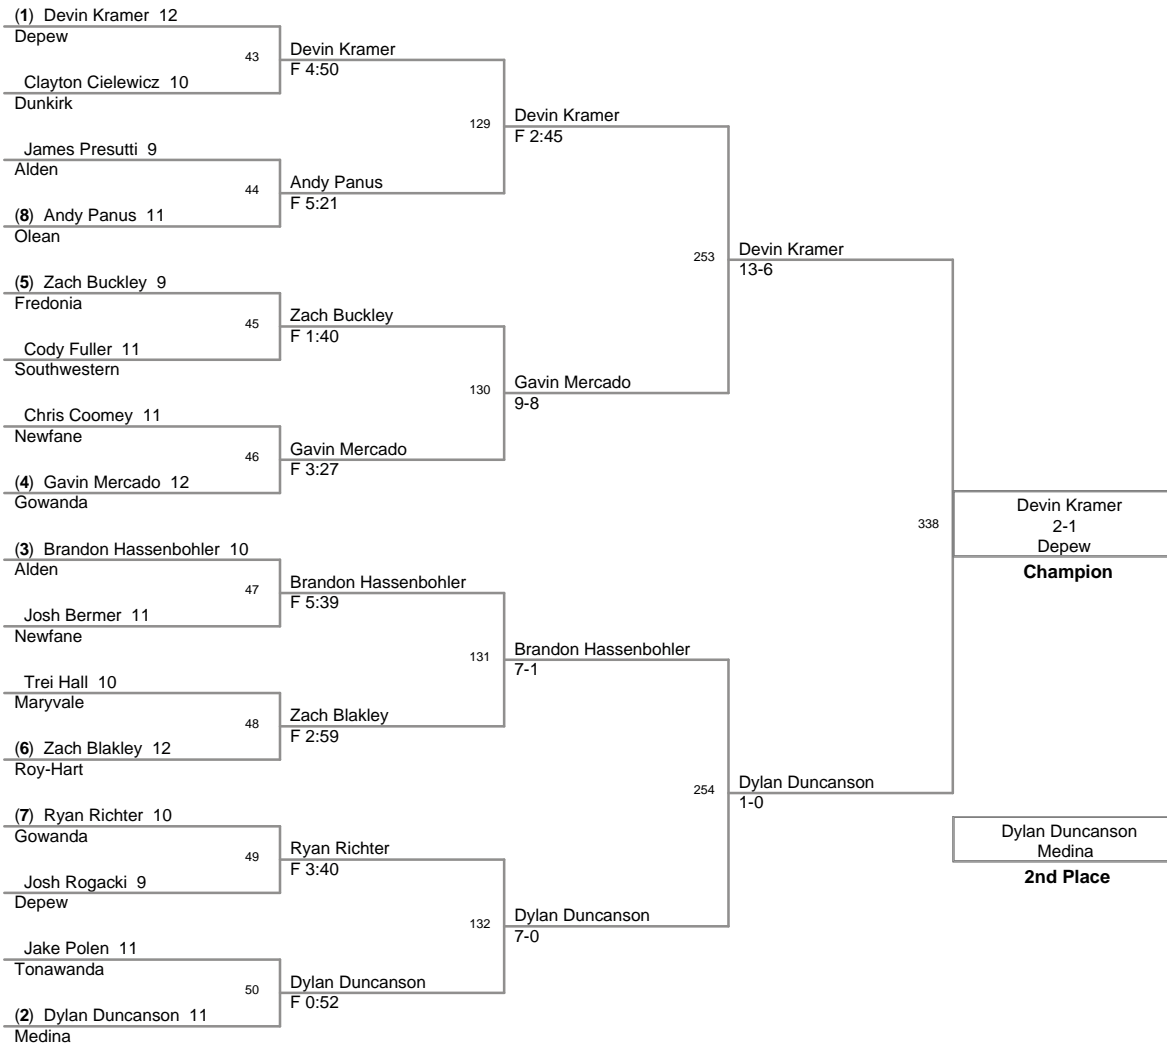 (1) Devin Kramer 12
Depew
43
Clayton Cielewicz 10
Dunkirk
James Presutti 9
Alden
44
(8) Andy Panus 11
Olean
(5) Zach Buckley 9
Fredonia
45
Cody Fuller 11
Southwestern
Chris Coomey 11
Newfane
46
(4) Gavin Mercado 12
Gowanda
(3) Brandon Hassenbohler 10
Alden
47
Josh Bermer 11
Newfane
Trei Hall 10
Maryvale
48
(6) Zach Blakley 12
Roy-Hart
(7) Ryan Richter 10
Gowanda
49
Josh Rogacki 9
Depew
Jake Polen 11
Tonawanda
50
(2) Dylan Duncanson 11
Medina
Devin Kramer
F 4:50
129
Andy Panus
F 5:21
Zach Buckley
F 1:40
130
Gavin Mercado
F 3:27
Brandon Hassenbohler
F 5:39
131
Zach Blakley
F 2:59
Ryan Richter
F 3:40
132
Dylan Duncanson
F 0:52
Devin Kramer
F 2:45
253
Gavin Mercado
9-8
Brandon Hassenbohler
7-1
254
Dylan Duncanson
7-0
Devin Kramer
13-6
338
Dylan Duncanson
1-0
Devin Kramer
2-1
Depew
Champion
Dylan Duncanson
Medina
2nd Place